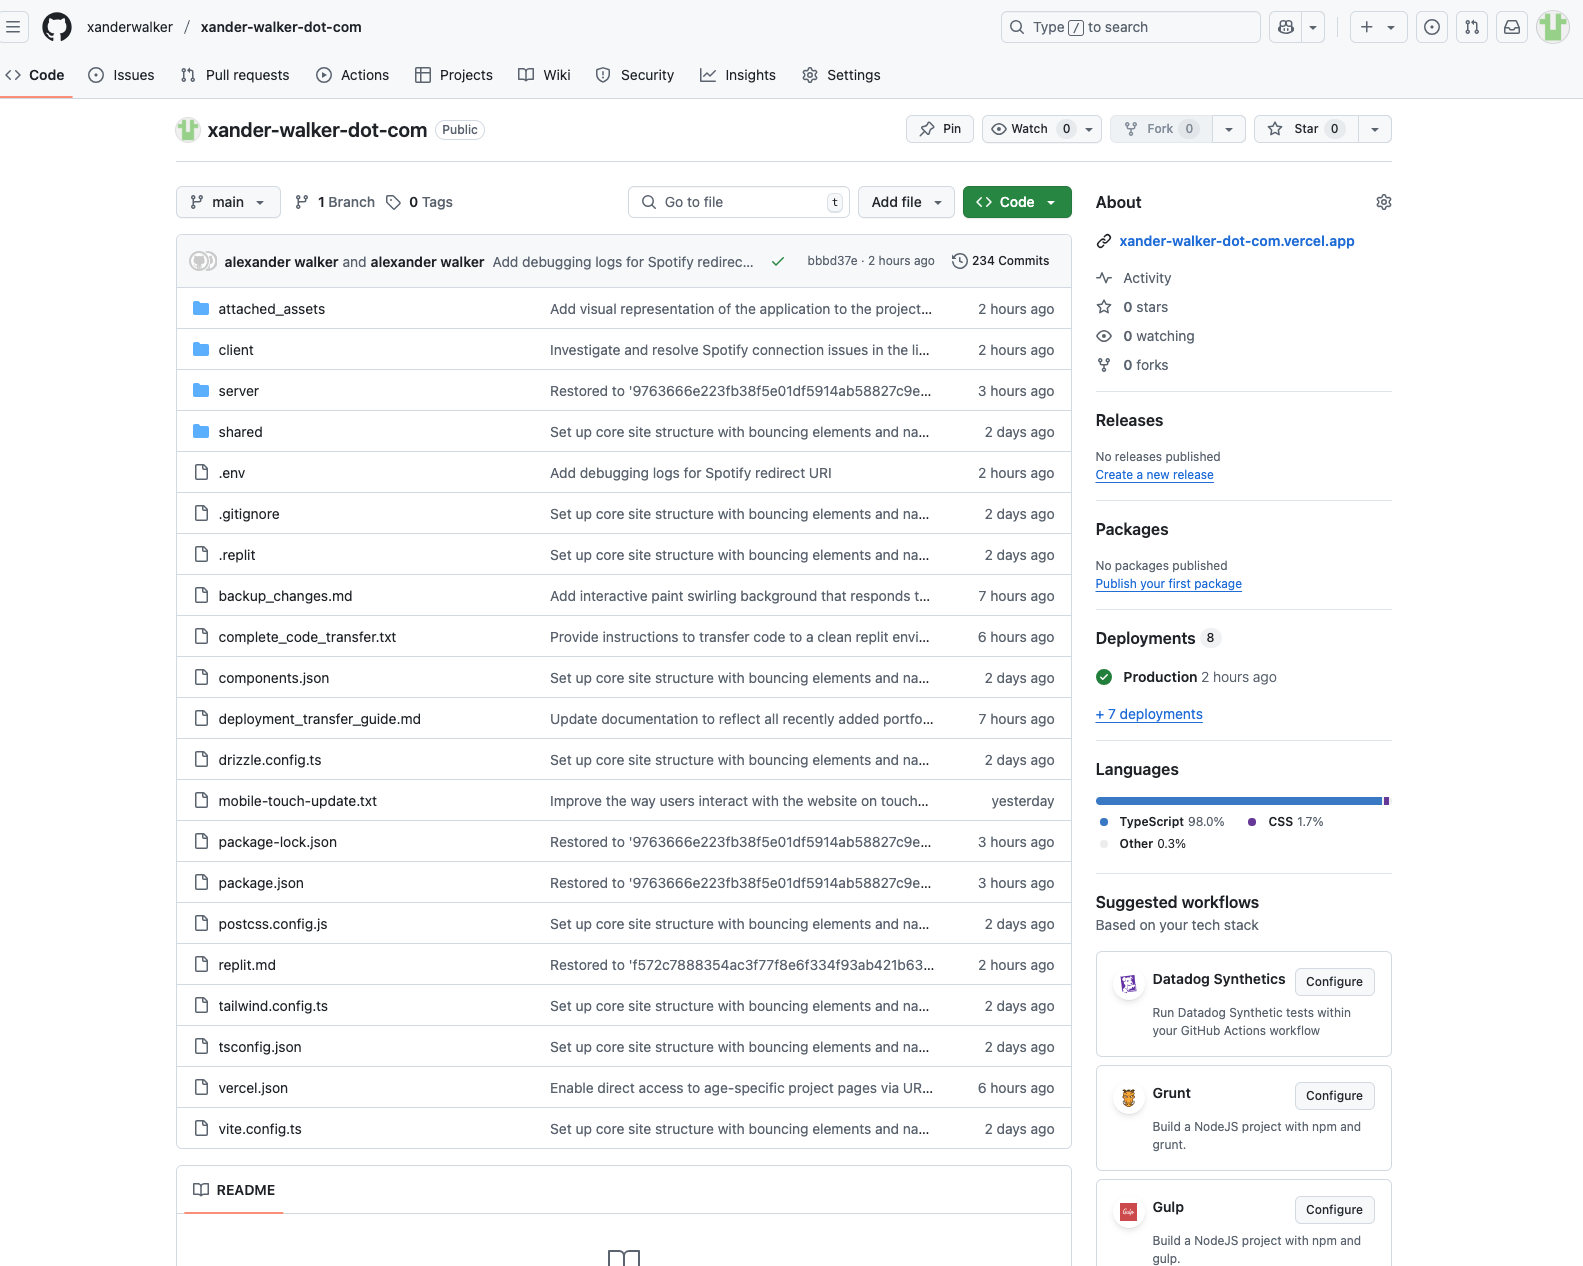 xanderwalker / xander-walker-dot-com
Type / to search
Code Issues Pull requests Actions Projects Wiki Security Insights Settings
xander-walker-dot-com Public
Pin Watch 0 Fork 0 Star 0
main 1 Branch 0 Tags Go to file t Add file Code
alexander walker and alexander walker Add debugging logs for Spotify redirec... bbbd37e · 2 hours ago 234 Commits
attached_assets Add visual representation of the application to the project... 2 hours ago
client Investigate and resolve Spotify connection issues in the li... 2 hours ago
server Restored to '9763666e223fb38f5e01df5914ab58827c9e... 3 hours ago
shared Set up core site structure with bouncing elements and na... 2 days ago
.env Add debugging logs for Spotify redirect URI 2 hours ago
.gitignore Set up core site structure with bouncing elements and na... 2 days ago
.replit Set up core site structure with bouncing elements and na... 2 days ago
backup_changes.md Add interactive paint swirling background that responds t... 7 hours ago
complete_code_transfer.txt Provide instructions to transfer code to a clean replit envi... 6 hours ago
components.json Set up core site structure with bouncing elements and na... 2 days ago
deployment_transfer_guide.md Update documentation to reflect all recently added portfo... 7 hours ago
drizzle.config.ts Set up core site structure with bouncing elements and na... 2 days ago
mobile-touch-update.txt Improve the way users interact with the website on touch... yesterday
package-lock.json Restored to '9763666e223fb38f5e01df5914ab58827c9e... 3 hours ago
package.json Restored to '9763666e223fb38f5e01df5914ab58827c9e... 3 hours ago
postcss.config.js Set up core site structure with bouncing elements and na... 2 days ago
replit.md Restored to 'f572c7888354ac3f77f8e6f334f93ab421b63... 2 hours ago
tailwind.config.ts Set up core site structure with bouncing elements and na... 2 days ago
tsconfig.json Set up core site structure with bouncing elements and na... 2 days ago
vercel.json Enable direct access to age-specific project pages via UR... 6 hours ago
vite.config.ts Set up core site structure with bouncing elements and na... 2 days ago
README
About
xander-walker-dot-com.vercel.app
Activity
0 stars
0 watching
0 forks
Releases
No releases published
Create a new release
Packages
No packages published
Publish your first package
Deployments 8
Production 2 hours ago
+ 7 deployments
Languages
TypeScript 98.0% CSS 1.7%
Other 0.3%
Suggested workflows
Based on your tech stack
Datadog Synthetics Configure
Run Datadog Synthetic tests within
your GitHub Actions workflow
Grunt Configure
Build a NodeJS project with npm and
grunt.
Gulp Configure
Build a NodeJS project with npm and
gulp.